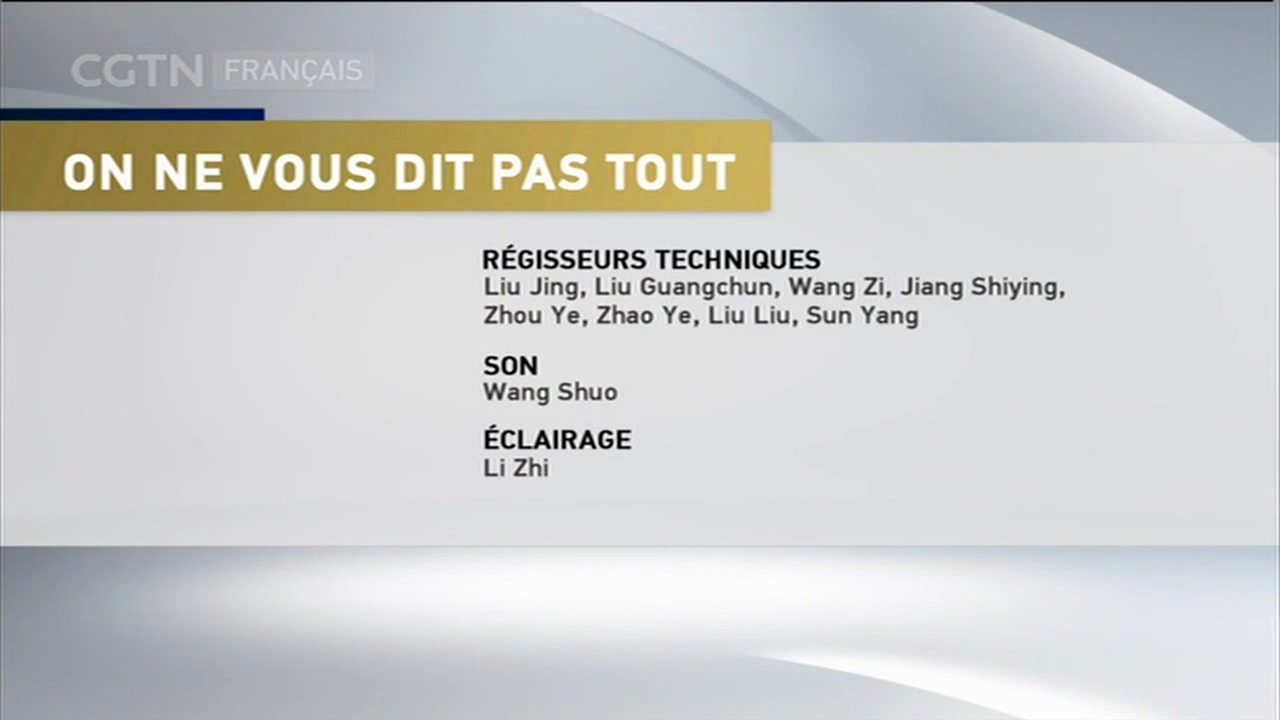 CGTN FRANÇAIS
ON NE VOUS DIT PAS TOUT
RÉGISSEURS TECHNIQUES
Liu Jing, Liu Guangchun, Wang Zi, Jiang Shiying,
Zhou Ye, Zhao Ye, Liu Liu, Sun Yang
SON
Wang Shuo
ÉCLAIRAGE
Li Zhi